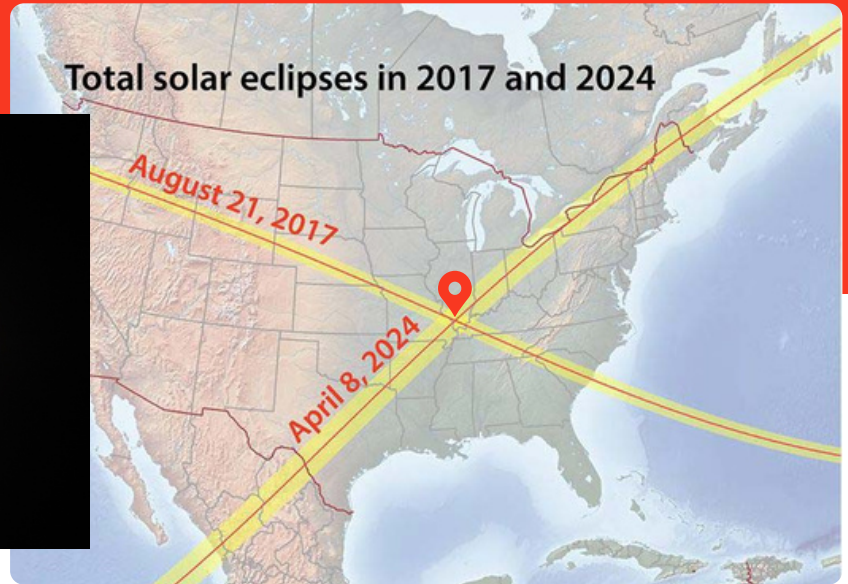 Total solar eclipses in 2017 and 2024
August 21, 2017
April 8, 2024